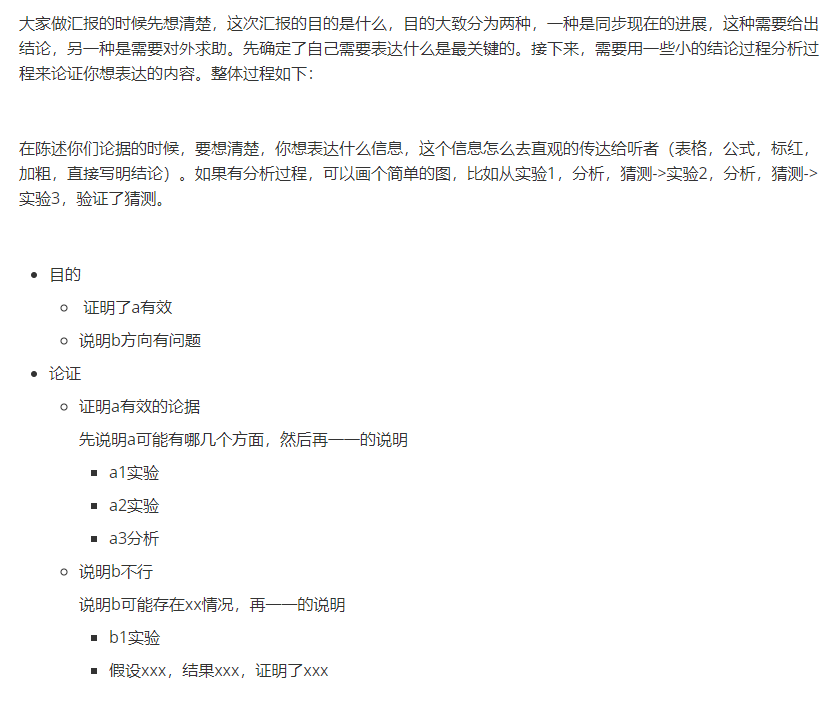 大家做汇报的时候先想清楚，这次汇报的目的是什么，目的大致分为两种，一种是同步现在的进展，这种需要给出
结论，另一种是需要对外求助。先确定了自己需要表达什么是最关键的。接下来，需要用一些小的结论过程分析过
程来论证你想表达的内容。整体过程如下：
在陈述你们论据的时候，要想清楚，你想表达什么信息，这个信息怎么去直观的传达给听者（表格，公式，标红，
加粗，直接写明结论）。如果有分析过程，可以画个简单的图，比如从实验1，分析，猜测->实验2，分析，猜测->
实验3，验证了猜测。
目的
证明了a有效
说明b方向有问题
论证
证明a有效的论据
先说明a可能有哪几个方面，然后再一一的说明
a1实验
a2实验
a3分析
说明b不行
说明b可能存在xx情况，再一一的说明
b1实验
假设xxx，结果xxx，证明了xxx